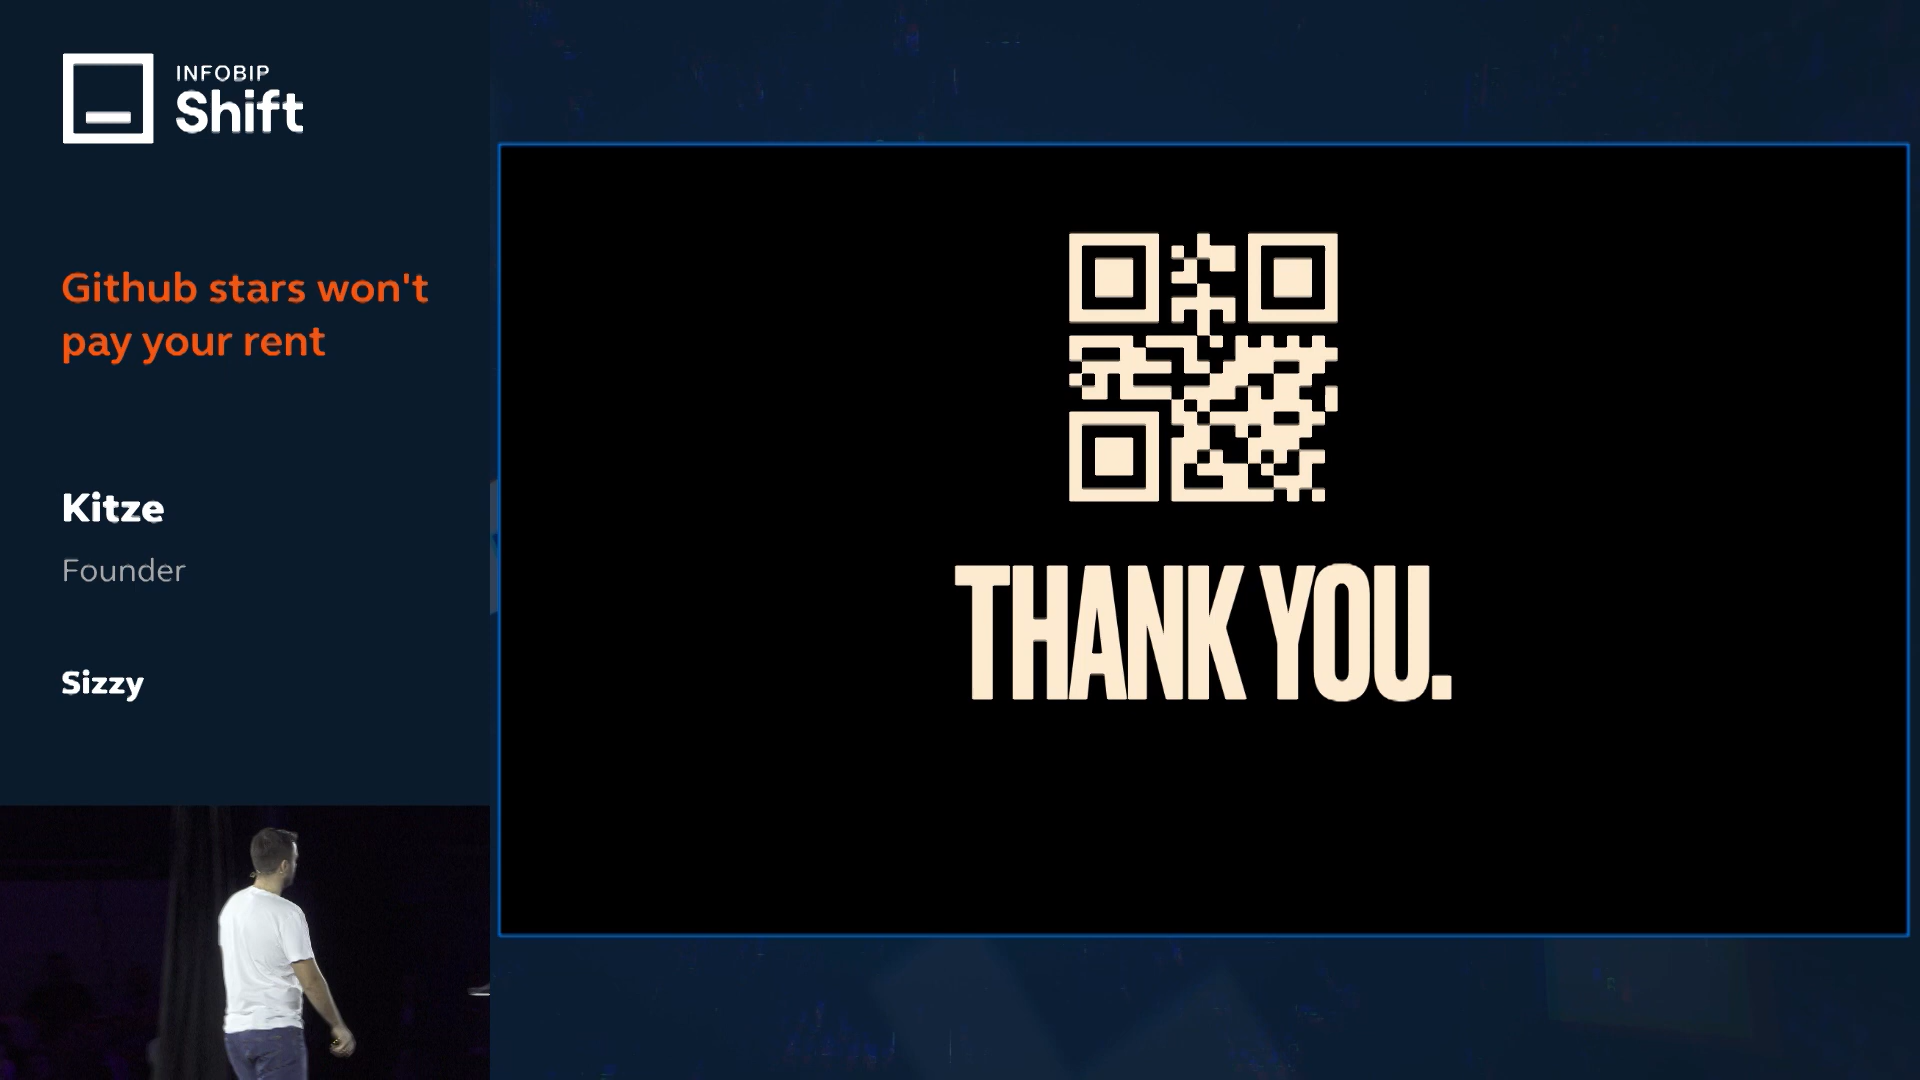 INFOBIP
Shift
Github stars won't
pay your rent
Kitze
Founder
Sizzy
THANK YOU.